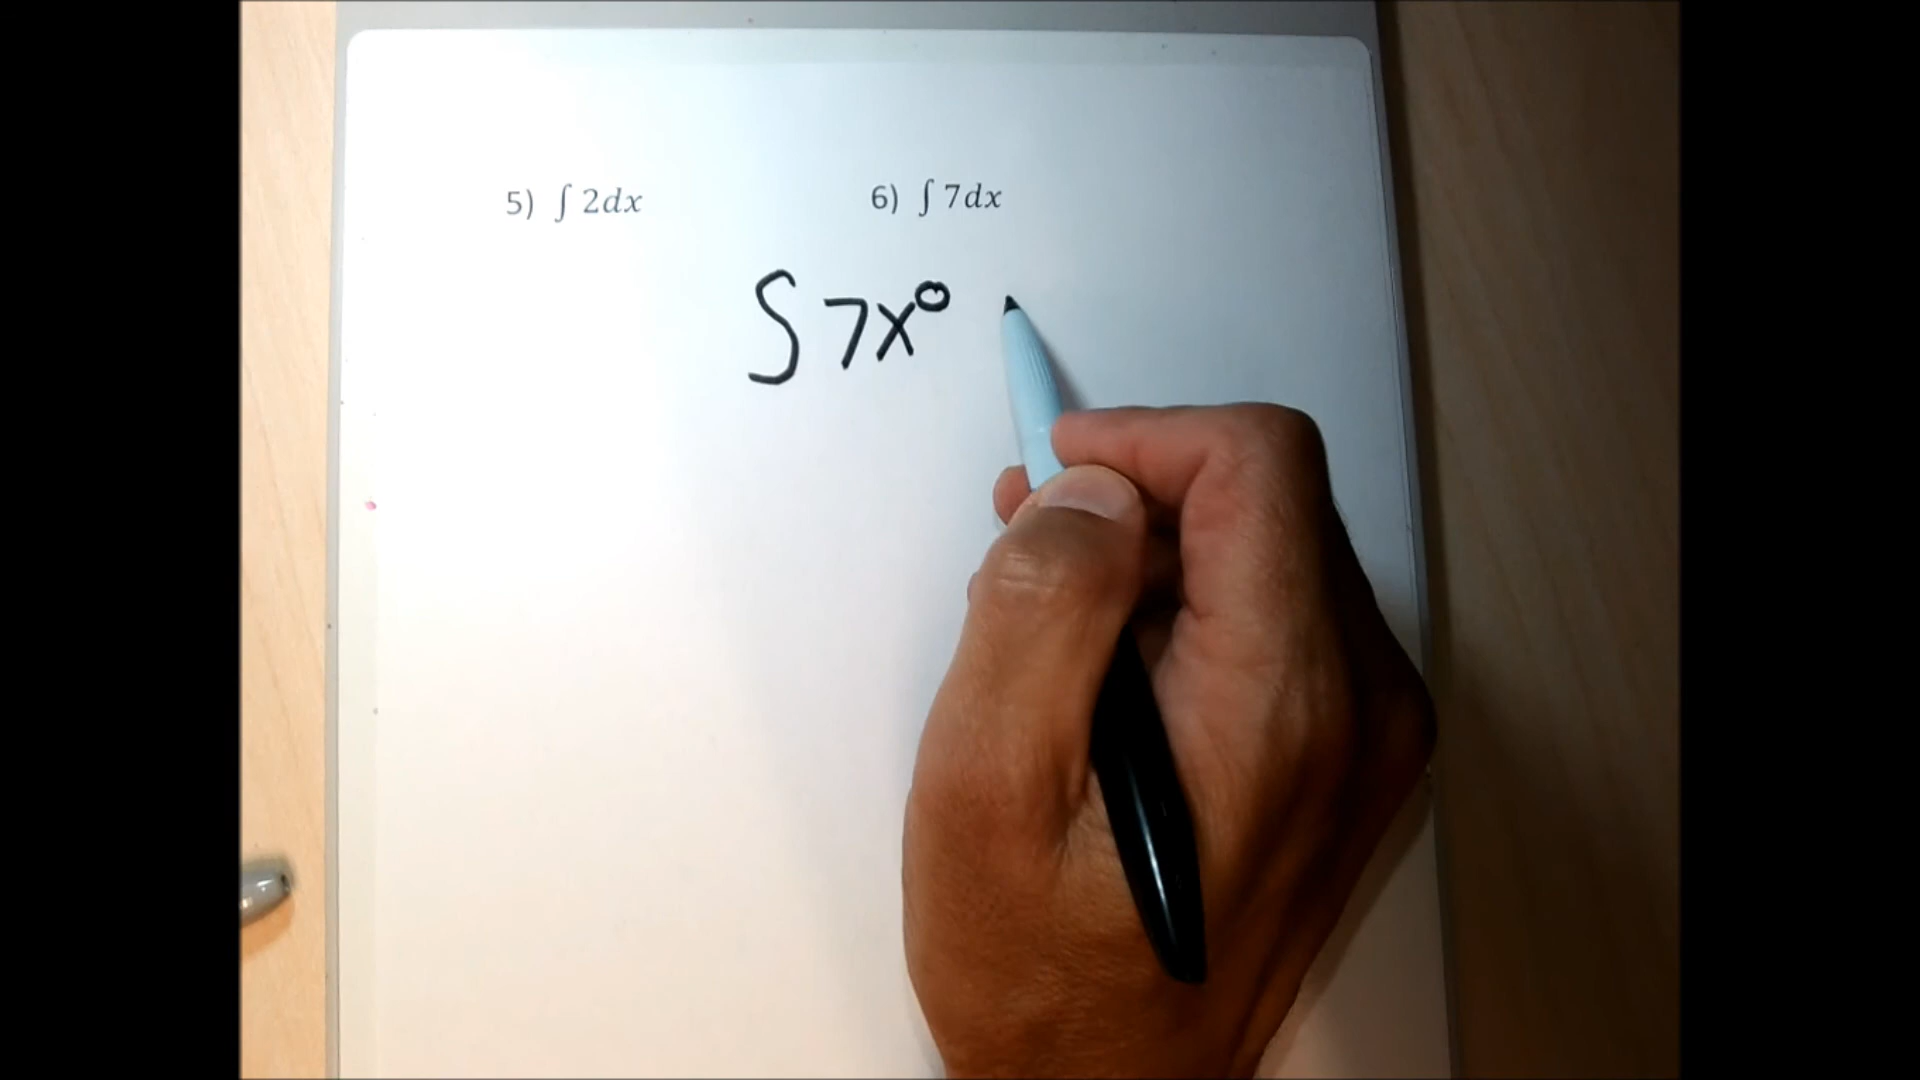 5) ∫ 2dx 6) ∫ 7dx
∫ 7x⁰